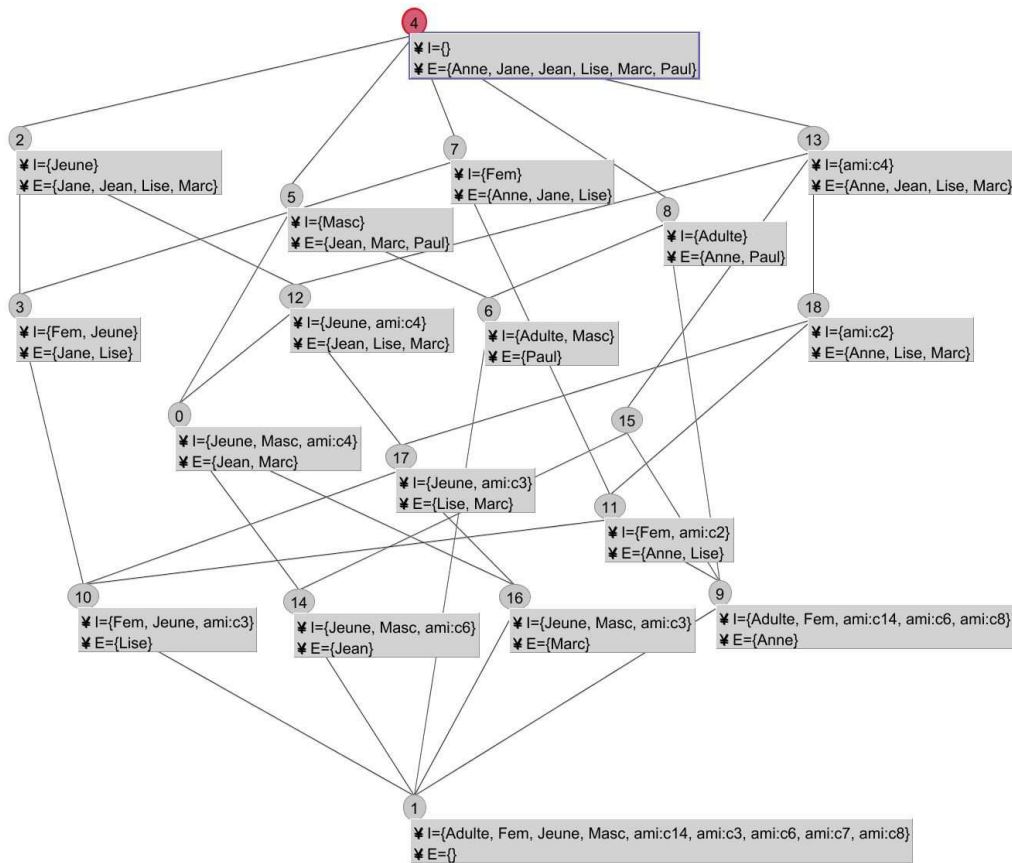 4
¥ I={}
¥ E={Anne, Jane, Jean, Lise, Marc, Paul}
2
¥ I={Jeune}
¥ E={Jane, Jean, Lise, Marc}
7
¥ I={Fem}
¥ E={Anne, Jane, Lise}
13
¥ I={ami:c4}
¥ E={Anne, Jean, Lise, Marc}
5
¥ I={Masc}
¥ E={Jean, Marc, Paul}
8
¥ I={Adulte}
¥ E={Anne, Paul}
3
¥ I={Fem, Jeune}
¥ E={Jane, Lise}
12
¥ I={Jeune, ami:c4}
¥ E={Jean, Lise, Marc}
6
¥ I={Adulte, Masc}
¥ E={Paul}
18
¥ I={ami:c2}
¥ E={Anne, Lise, Marc}
0
¥ I={Jeune, Masc, ami:c4}
¥ E={Jean, Marc}
15
17
¥ I={Jeune, ami:c3}
¥ E={Lise, Marc}
11
¥ I={Fem, ami:c2}
¥ E={Anne, Lise}
10
¥ I={Fem, Jeune, ami:c3}
¥ E={Lise}
14
¥ I={Jeune, Masc, ami:c6}
¥ E={Jean}
16
¥ I={Jeune, Masc, ami:c3}
¥ E={Marc}
9
¥ I={Adulte, Fem, ami:c14, ami:c6, ami:c8}
¥ E={Anne}
1
¥ I={Adulte, Fem, Jeune, Masc, ami:c14, ami:c3, ami:c6, ami:c7, ami:c8}
¥ E={}